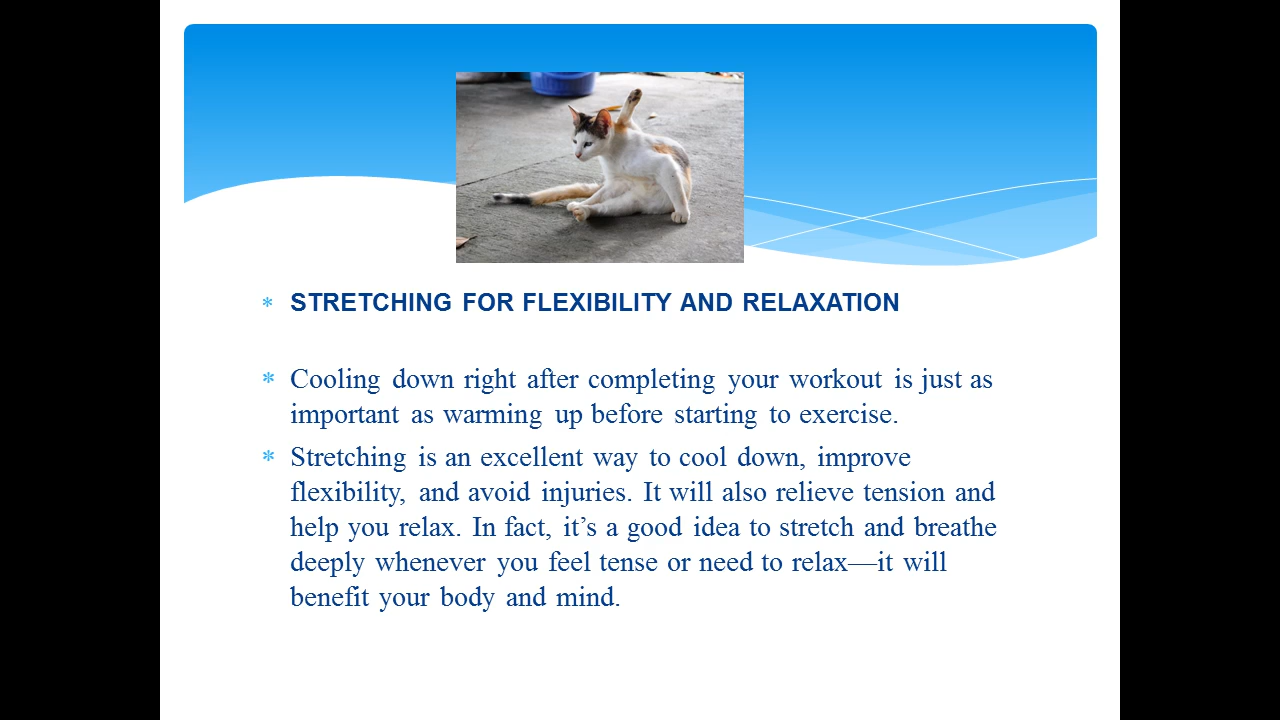 * STRETCHING FOR FLEXIBILITY AND RELAXATION
* Cooling down right after completing your workout is just as
important as warming up before starting to exercise.
* Stretching is an excellent way to cool down, improve
flexibility, and avoid injuries. It will also relieve tension and
help you relax. In fact, it’s a good idea to stretch and breathe
deeply whenever you feel tense or need to relax—it will
benefit your body and mind.